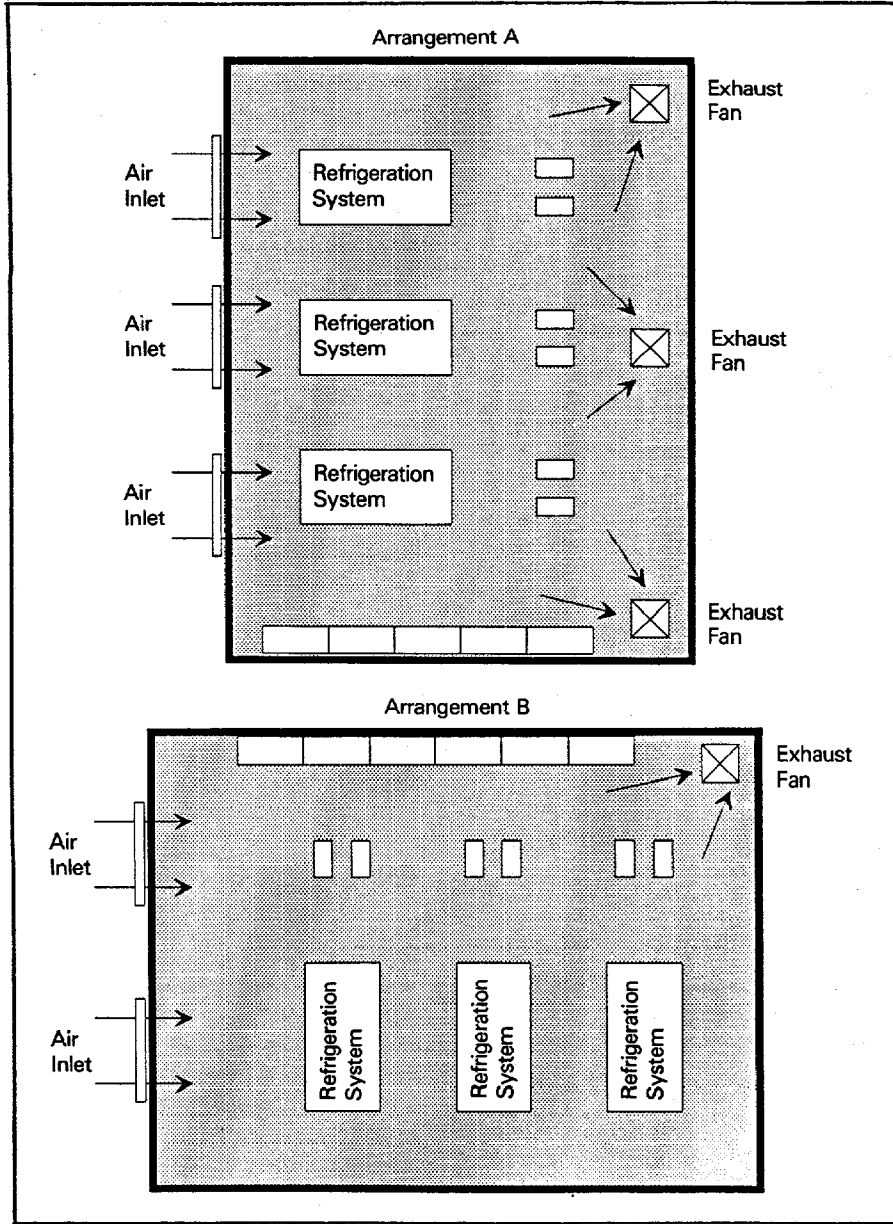 Arrangement A
Exhaust
Fan
Air
Inlet
Refrigeration
System
Air
Inlet
Refrigeration
System
Exhaust
Fan
Air
Inlet
Refrigeration
System
Exhaust
Fan
Arrangement B
Exhaust
Fan
Air
Inlet
Air
Inlet
Refrigeration
System
Refrigeration
System
Refrigeration
System